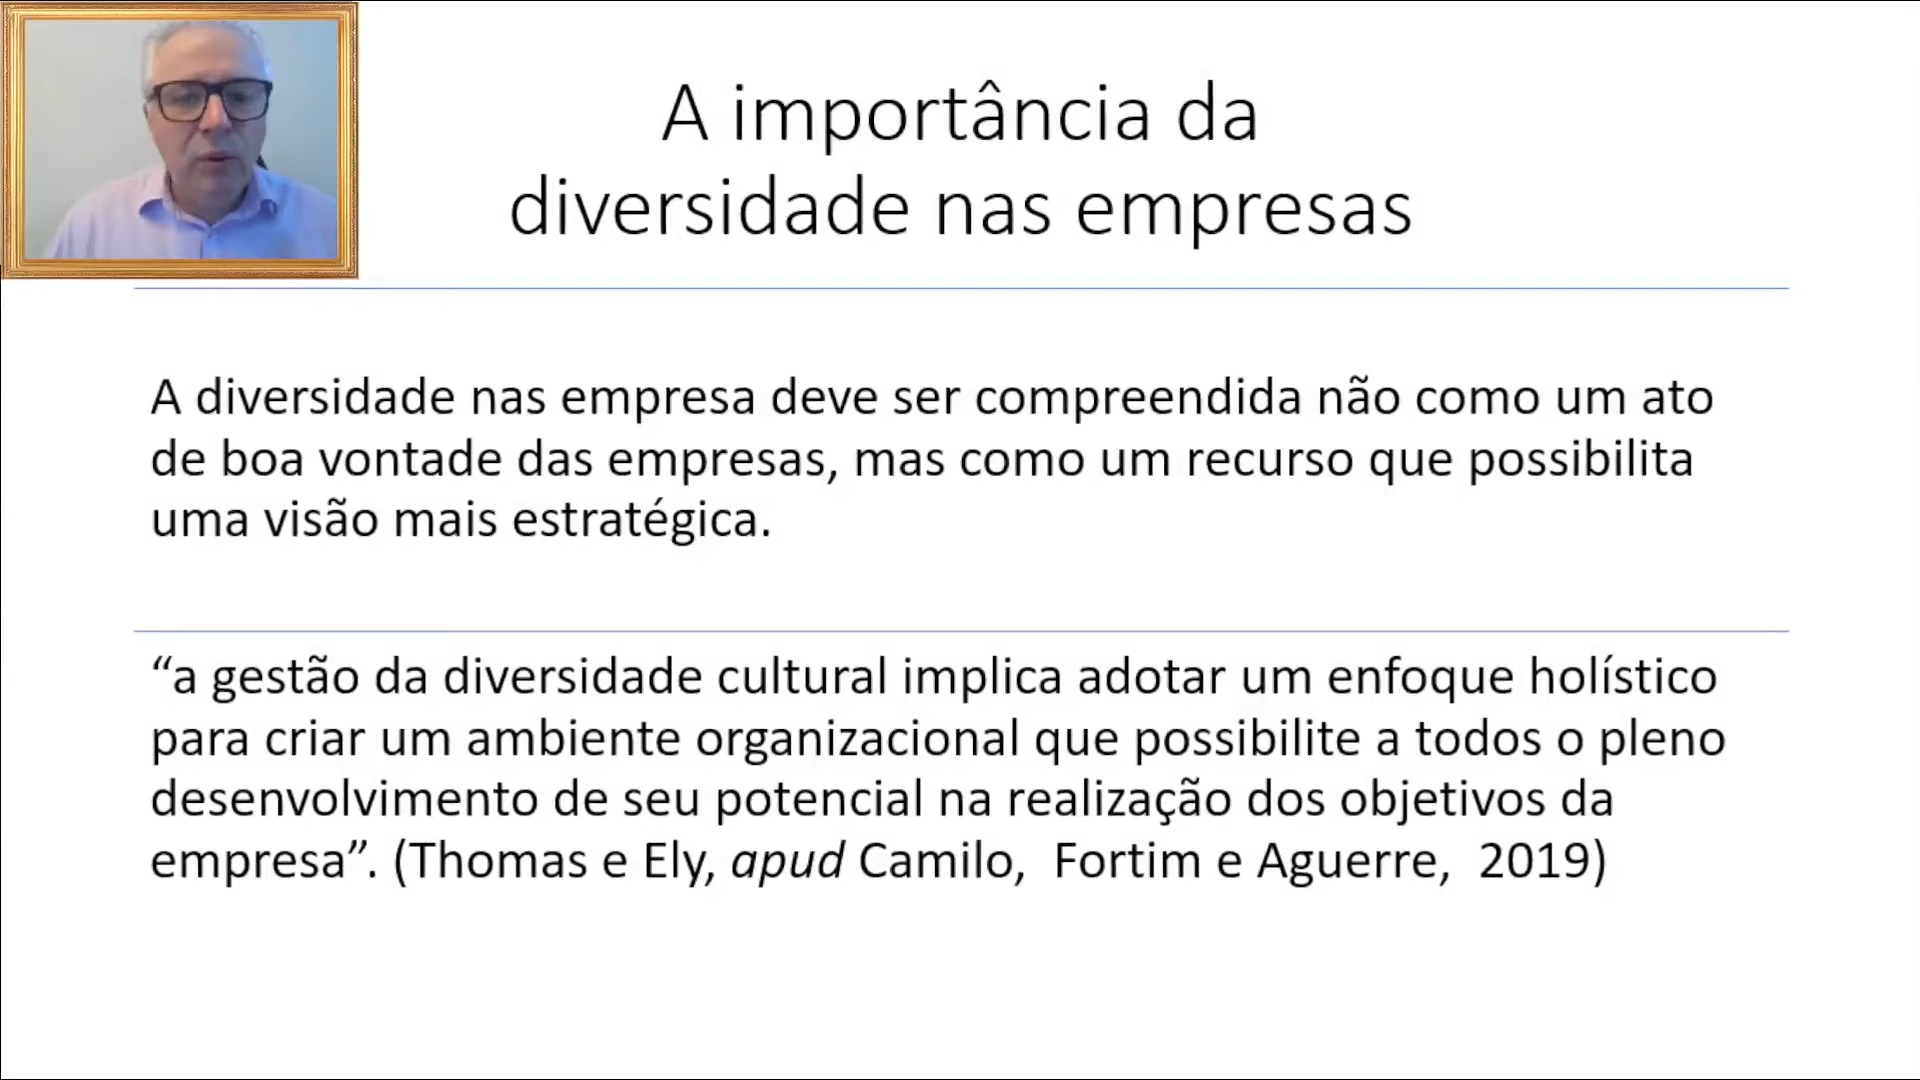 A importância da
diversidade nas empresas
A diversidade nas empresa deve ser compreendida não como um ato
de boa vontade das empresas, mas como um recurso que possibilita
uma visão mais estratégica.
“a gestão da diversidade cultural implica adotar um enfoque holístico
para criar um ambiente organizacional que possibilite a todos o pleno
desenvolvimento de seu potencial na realização dos objetivos da
empresa”. (Thomas e Ely, apud Camilo,  Fortim e Aguerre,  2019)